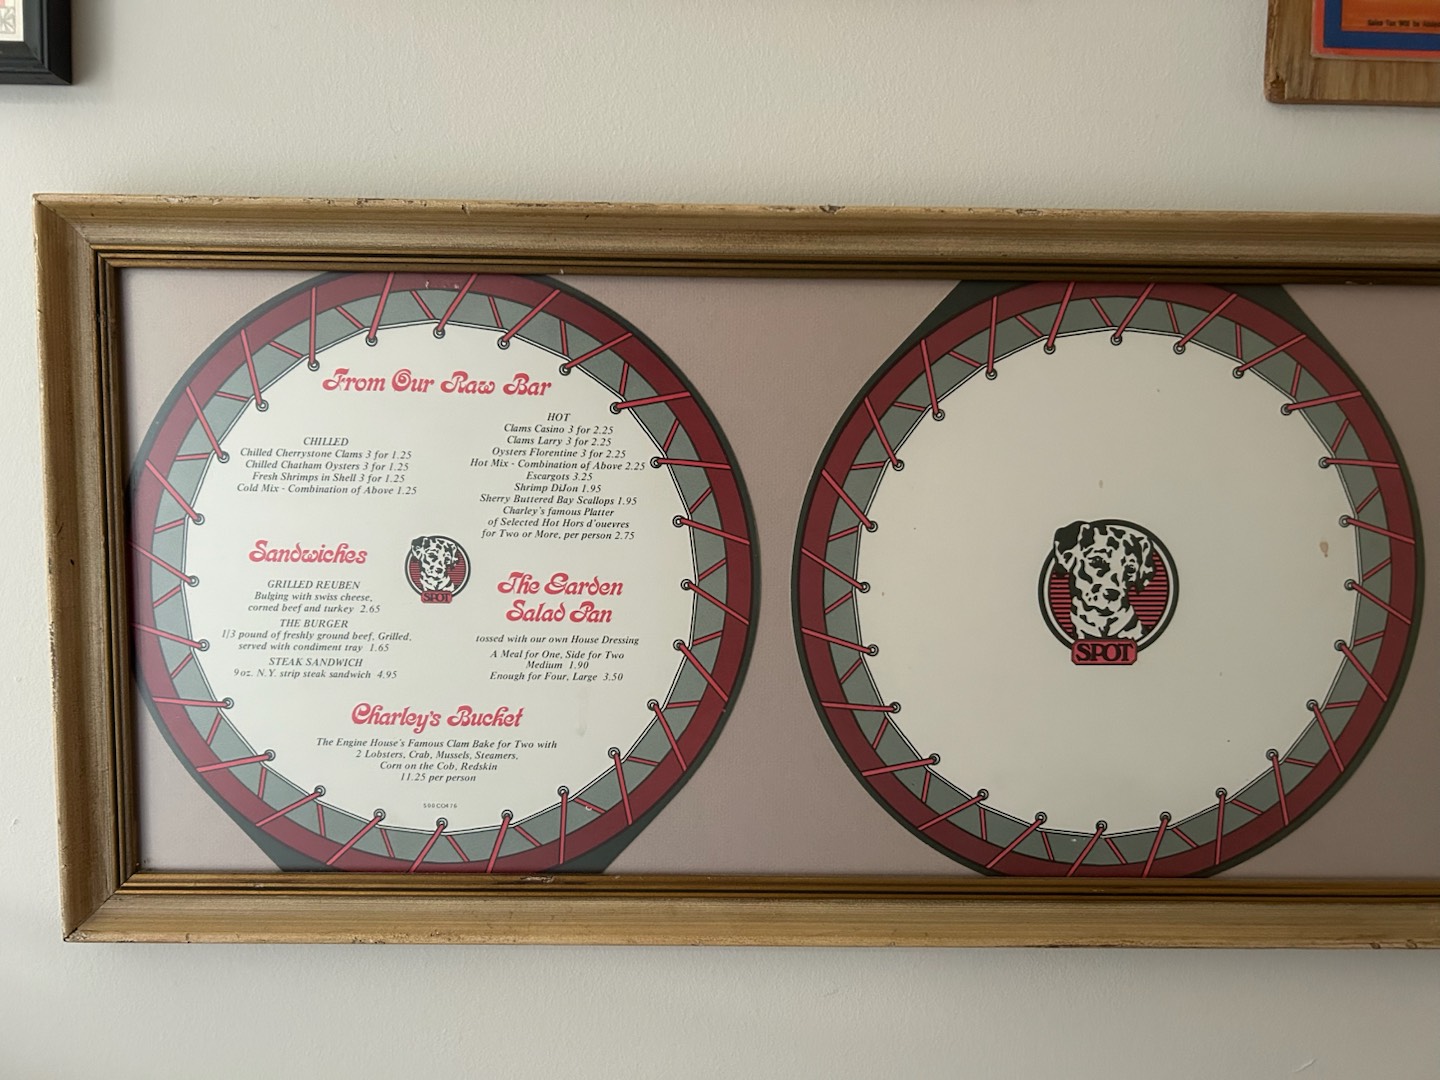 Sales Tax Will be Added
From Our Raw Bar
CHILLED
Chilled Cherrystone Clams 3 for 1.25
Chilled Chatham Oysters 3 for 1.25
Fresh Shrimps in Shell 3 for 1.25
Cold Mix - Combination of Above 1.25
HOT
Clams Casino 3 for 2.25
Clams Larry 3 for 2.25
Oysters Florentine 3 for 2.25
Hot Mix - Combination of Above 2.25
Escargots 3.25
Shrimp DiJon 1.95
Sherry Buttered Bay Scallops 1.95
Charley's famous Platter
of Selected Hot Hors d'ouevres
for Two or More, per person 2.75
Sandwiches
GRILLED REUBEN
Bulging with swiss cheese,
corned beef and turkey 2.65
THE BURGER
1/3 pound of freshly ground beef, Grilled,
served with condiment tray 1.65
STEAK SANDWICH
9 oz. N.Y. strip steak sandwich 4.95
SPOT
The Garden
Salad Pan
tossed with our own House Dressing
A Meal for One, Side for Two
Medium 1.90
Enough for Four, Large 3.50
Charley's Bucket
The Engine House's Famous Clam Bake for Two with
2 Lobsters, Crab, Mussels, Steamers,
Corn on the Cob, Redskin
11.25 per person
SPOT